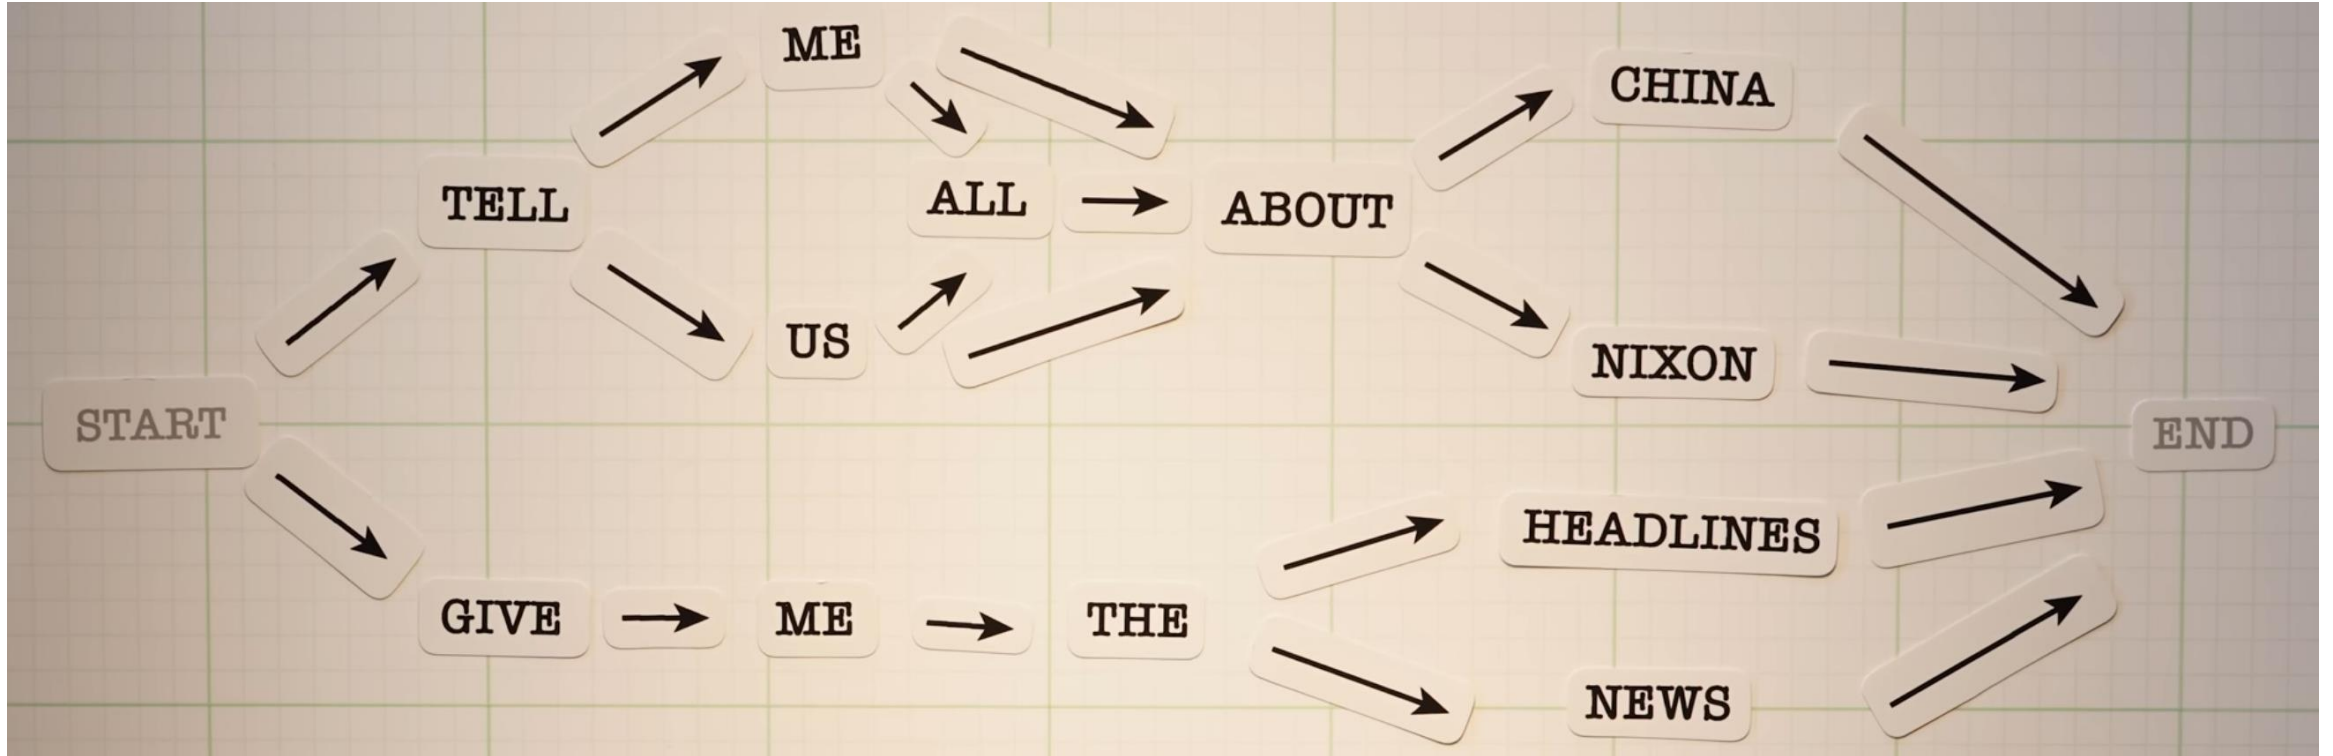 ME
CHINA
TELL
ALL
ABOUT
US
NIXON
START
END
HEADLINES
GIVE
ME
THE
NEWS